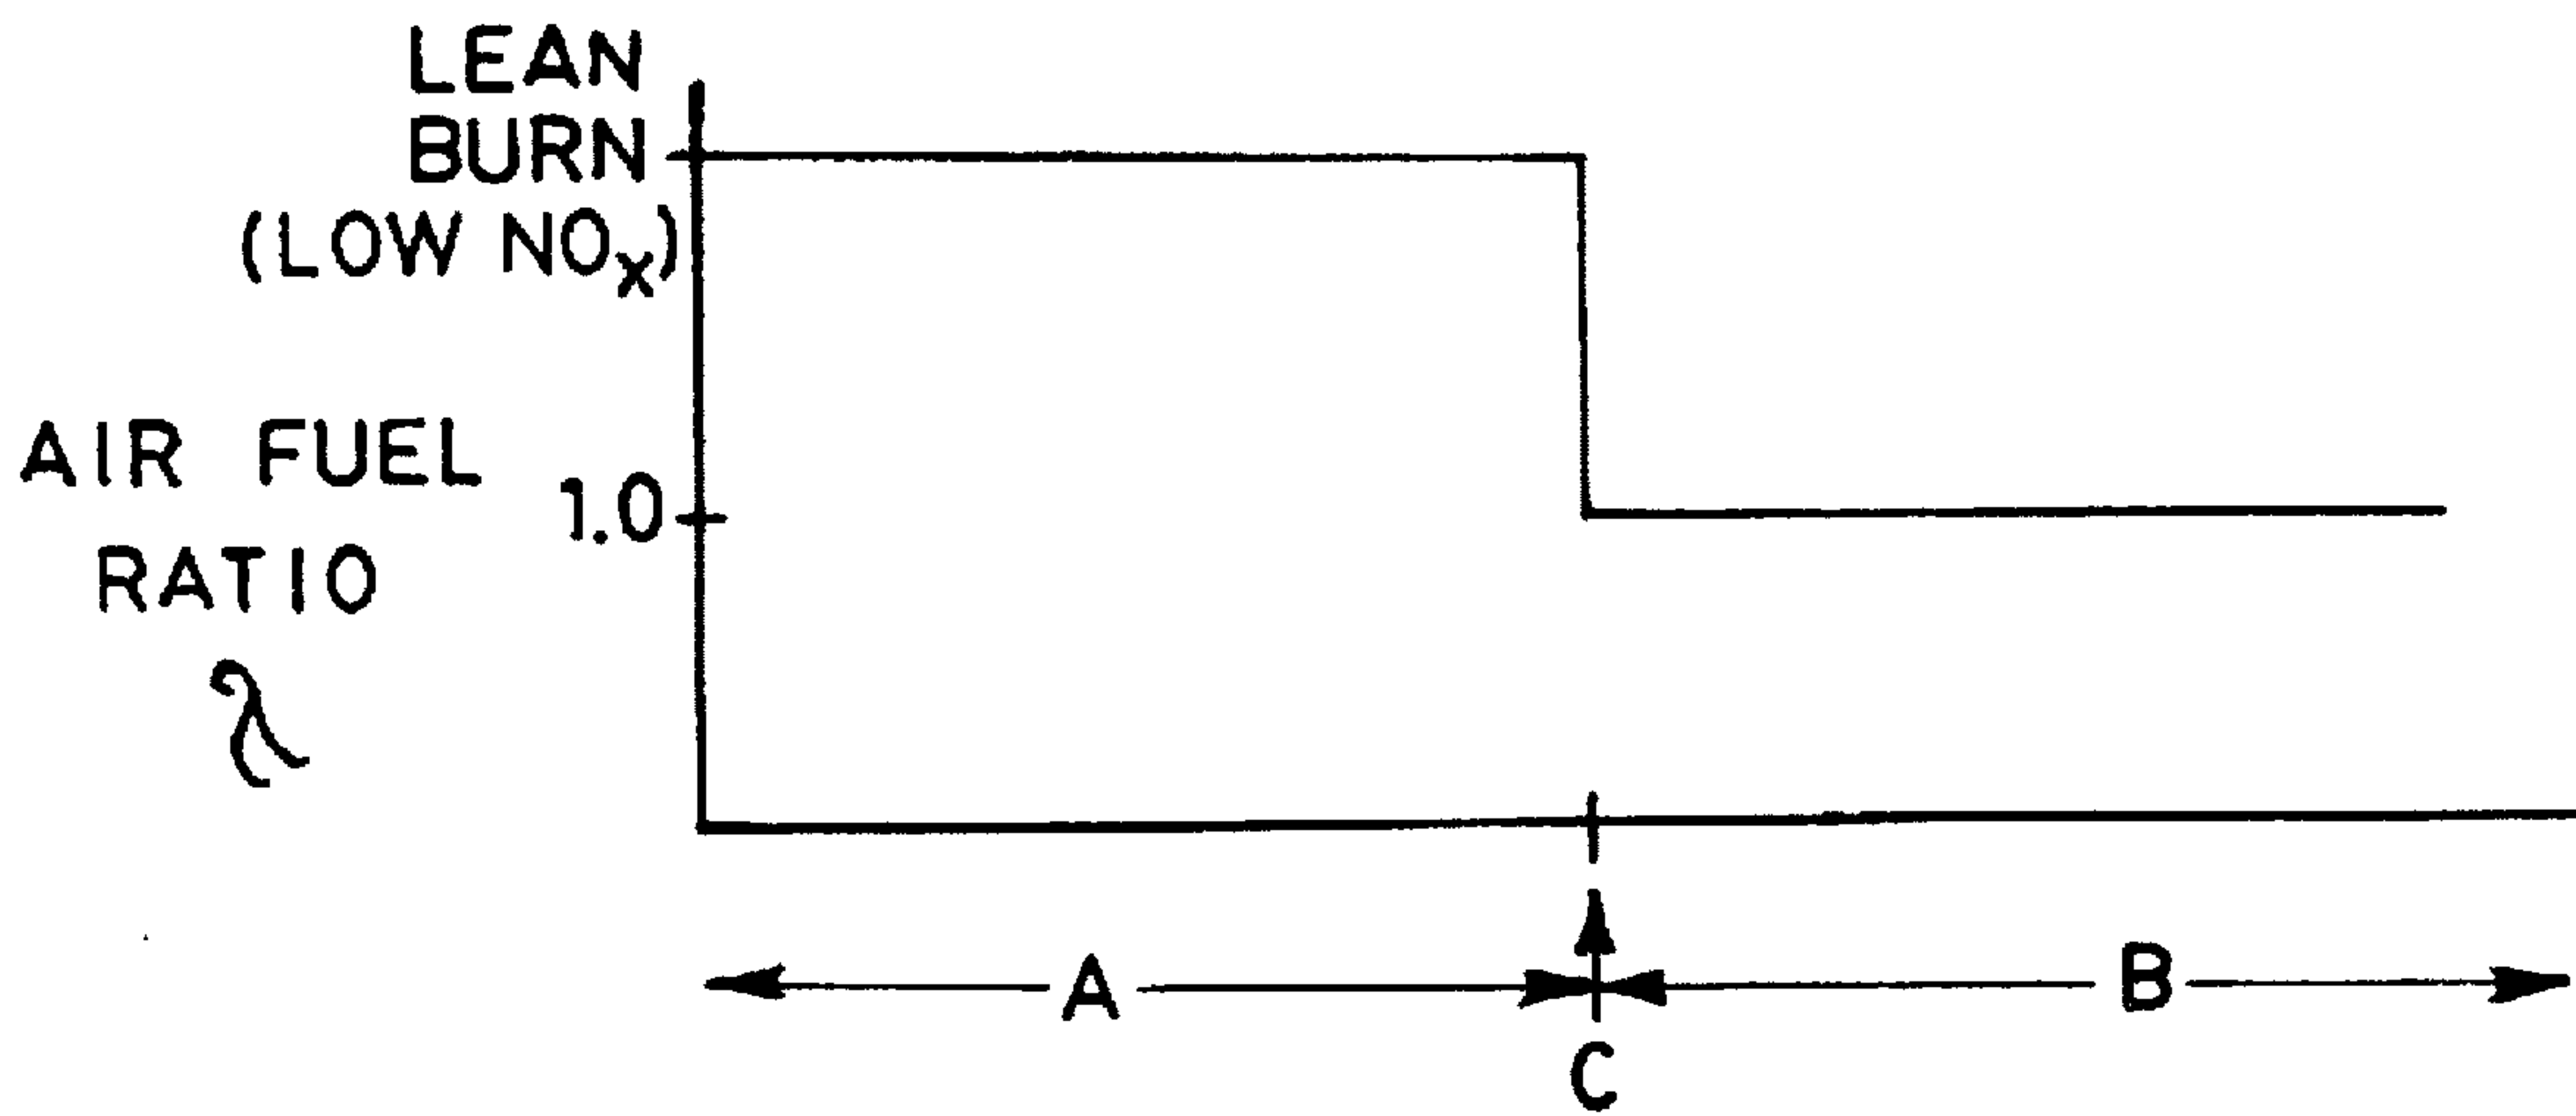 LEAN
BURN
(LOW NOx)
AIR FUEL
RATIO
λ
1.0
A
B
C